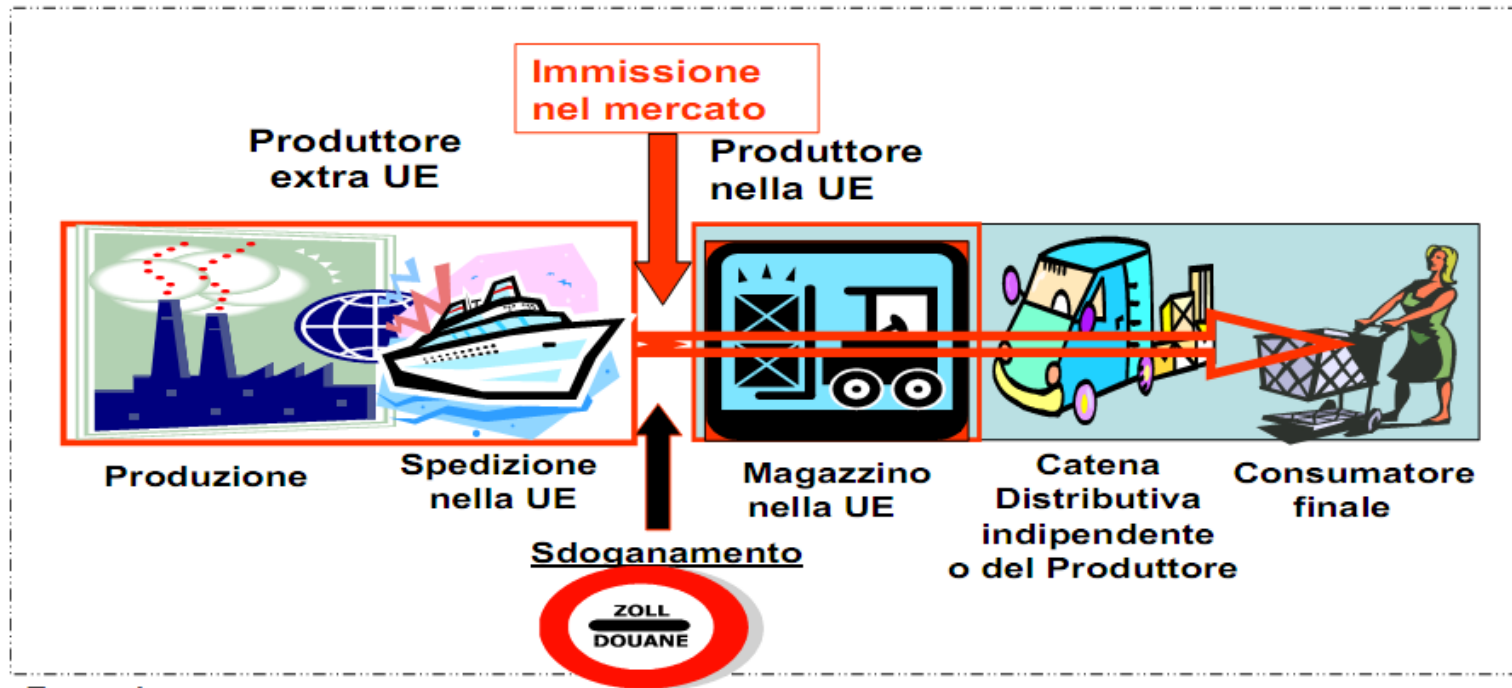 Immissione
nel mercato
Produttore
extra UE
Produttore
nella UE
Produzione
Spedizione
nella UE
Magazzino
nella UE
Catena
Distributiva
indipendente
o del Produttore
Consumatore
finale
Sdoganamento
ZOLL
DOUANE